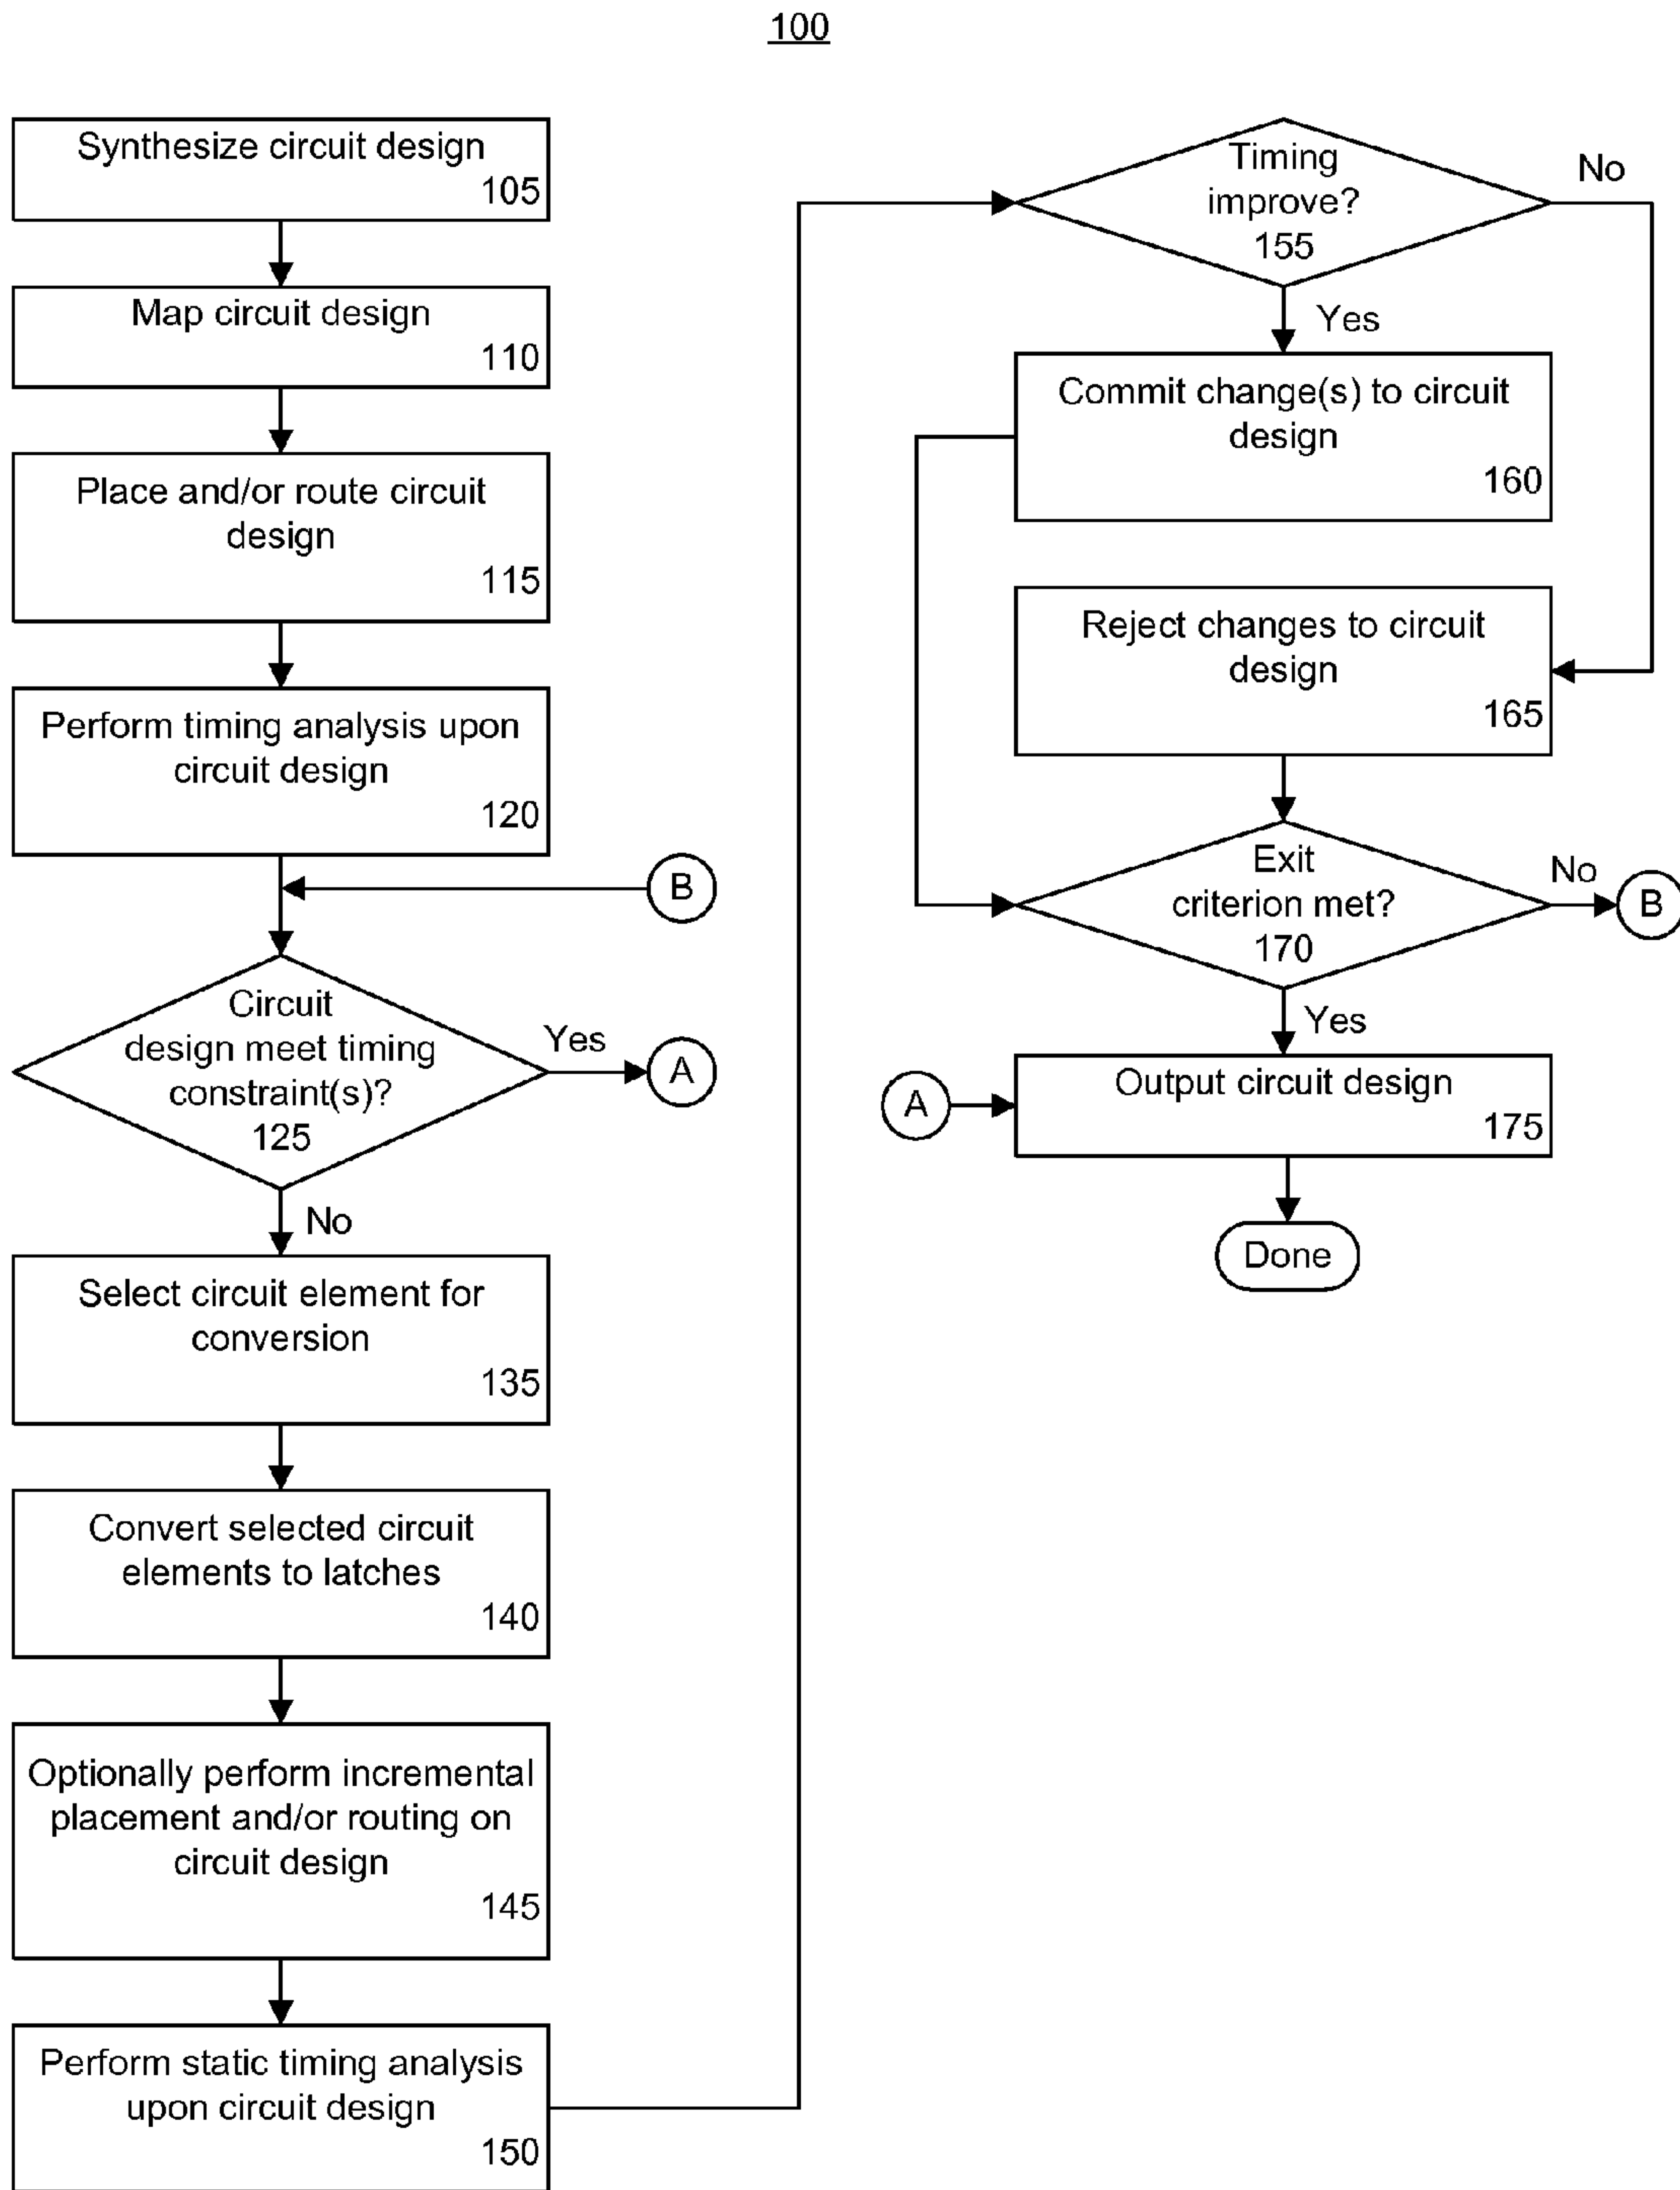 100
Synthesize circuit design
105
Map circuit design
110
Place and/or route circuit
design
115
Perform timing analysis upon
circuit design
120
B
Circuit
design meet timing
constraint(s)?
125
Yes
A
No
Select circuit element for
conversion
135
Convert selected circuit
elements to latches
140
Optionally perform incremental
placement and/or routing on
circuit design
145
Perform static timing analysis
upon circuit design
150
Timing
improve?
155
No
Yes
Commit change(s) to circuit
design
160
Reject changes to circuit
design
165
Exit
criterion met?
170
No
B
Yes
A
Output circuit design
175
Done